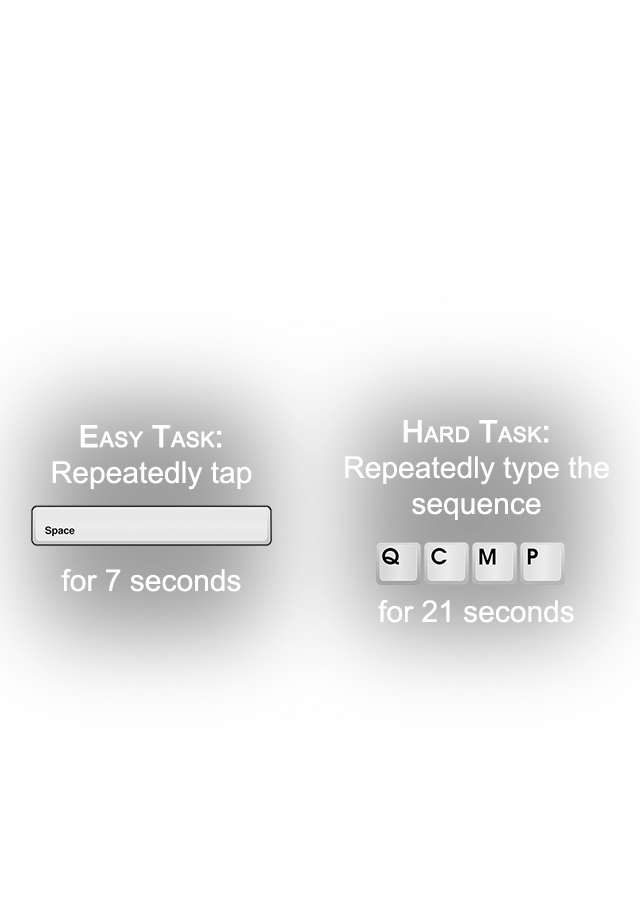 Easy Task:
Repeatedly tap
Space
for 7 seconds
Hard Task:
Repeatedly type the
sequence
Q C M P
for 21 seconds